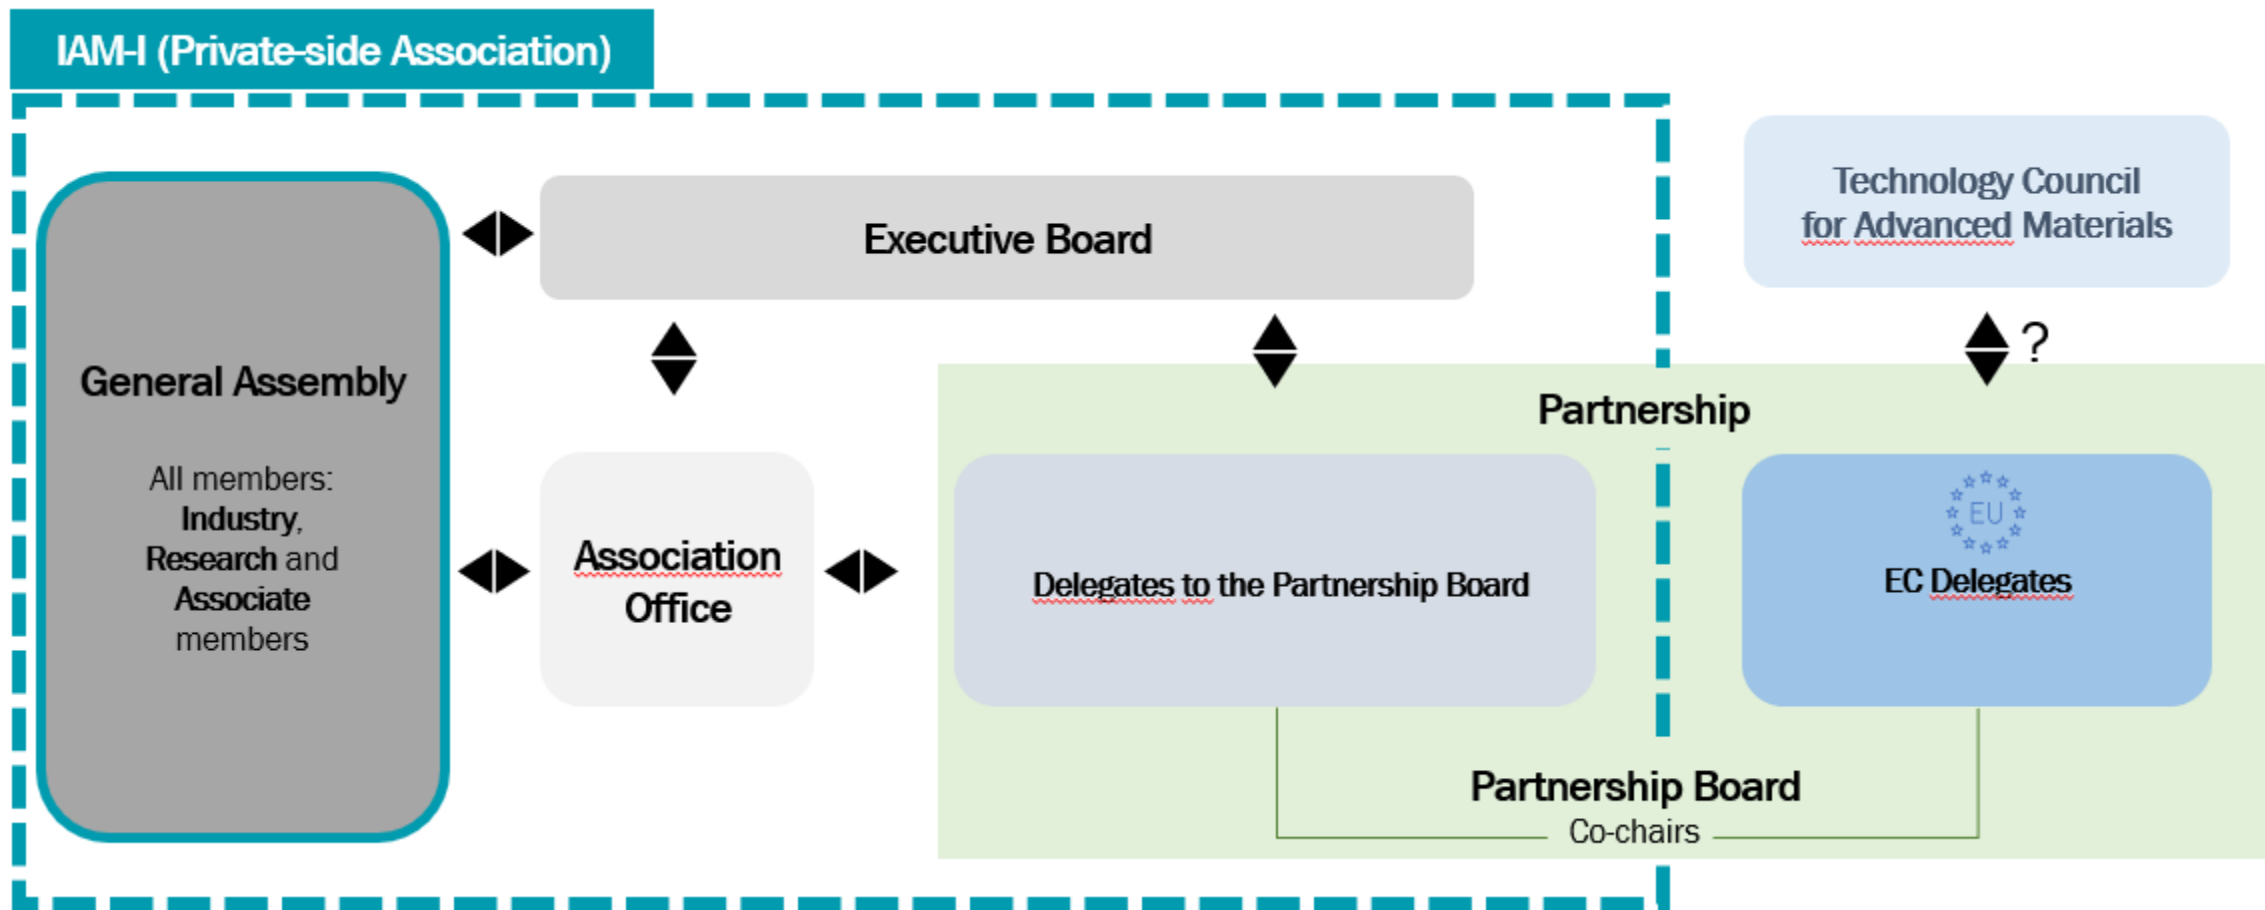 IAM-I (Private-side Association)
Executive Board
Technology Council
for Advanced Materials
?
General Assembly
All members:
Industry,
Research and
Associate
members
Association
Office
Partnership
Delegates to the Partnership Board
EU
EC Delegates
Partnership Board
Co-chairs